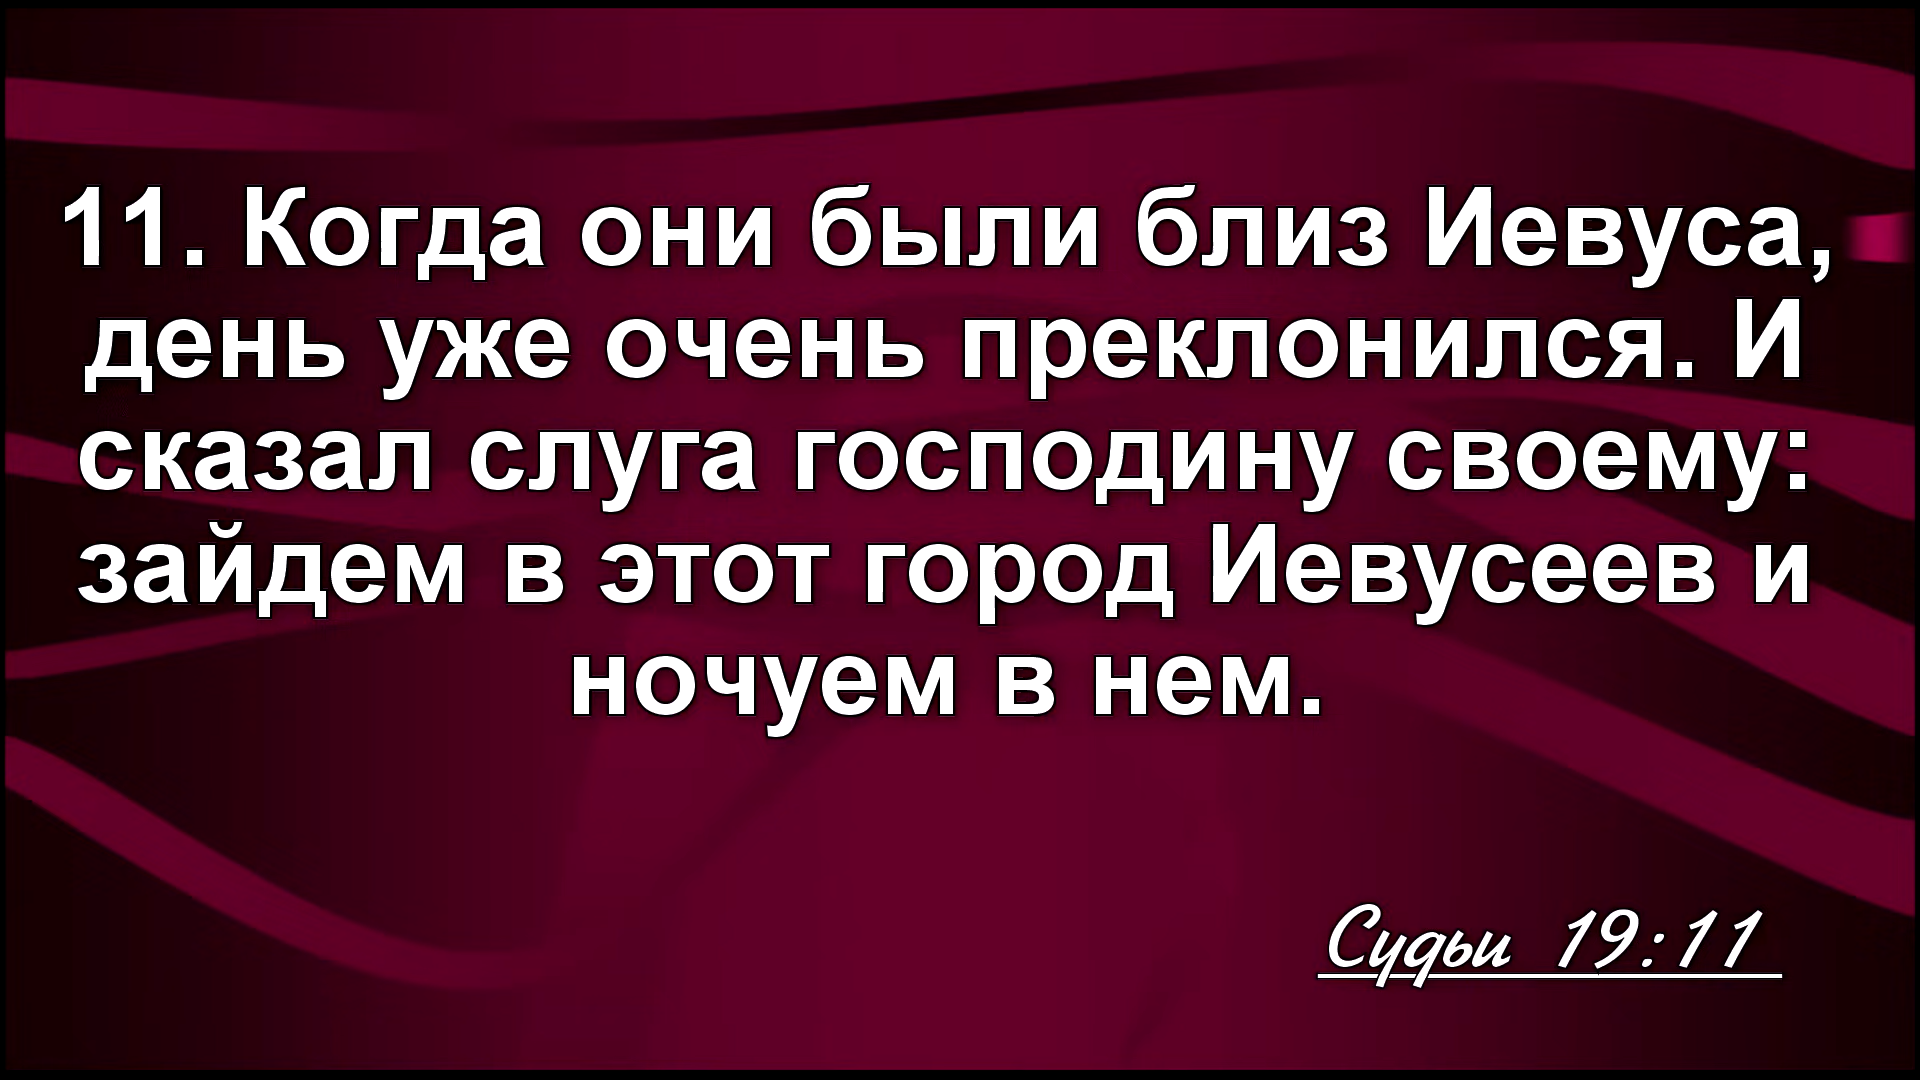 11. Когда они были близ Иевуса,
день уже очень преклонился. И
сказал слуга господину своему:
зайдем в этот город Иевусеев и
ночуем в нем.
Судьи 19:11